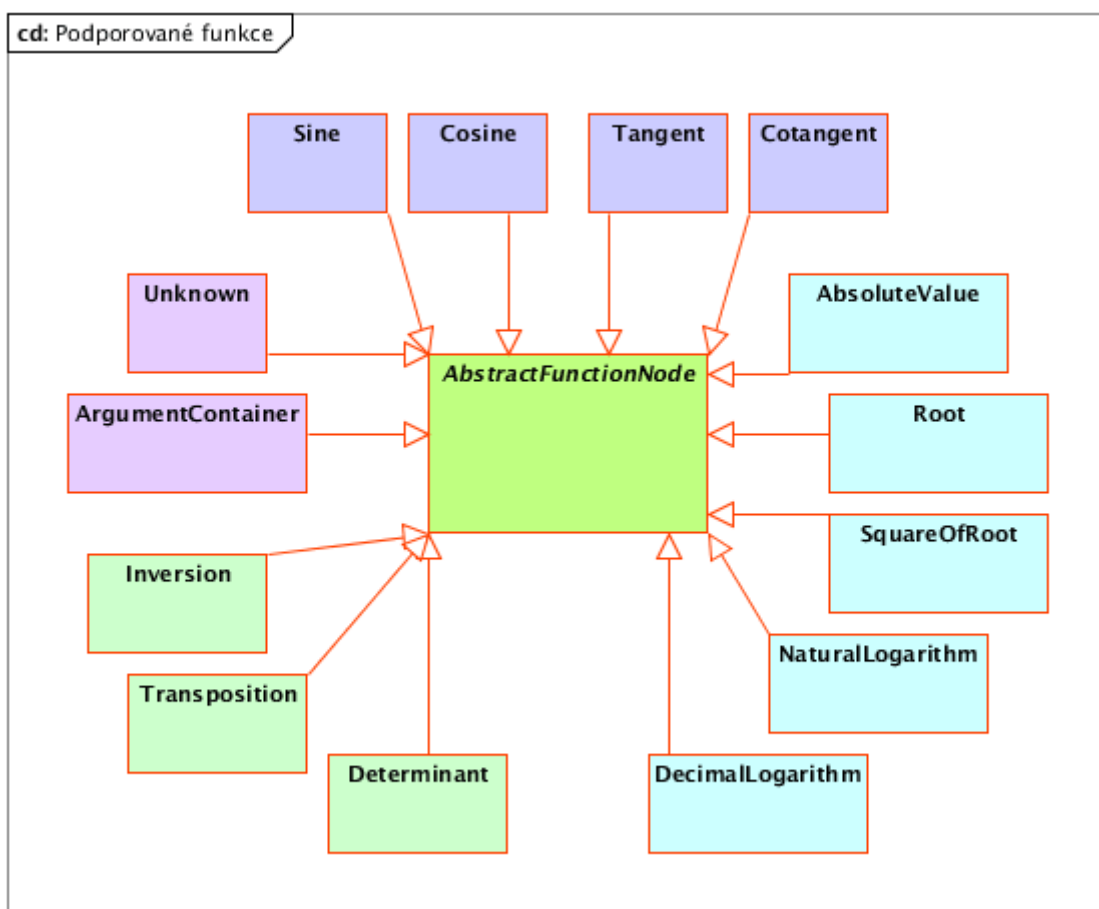 cd: Podporované funkce
Sine
Cosine
Tangent
Cotangent
Unknown
AbsoluteValue
AbstractFunctionNode
ArgumentContainer
Root
SquareOfRoot
Inversion
NaturalLogarithm
Transposition
Determinant
DecimalLogarithm